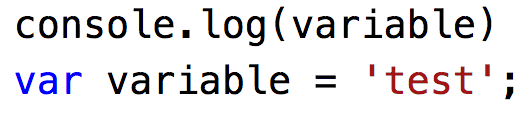 console.log(variable)
var variable = 'test';